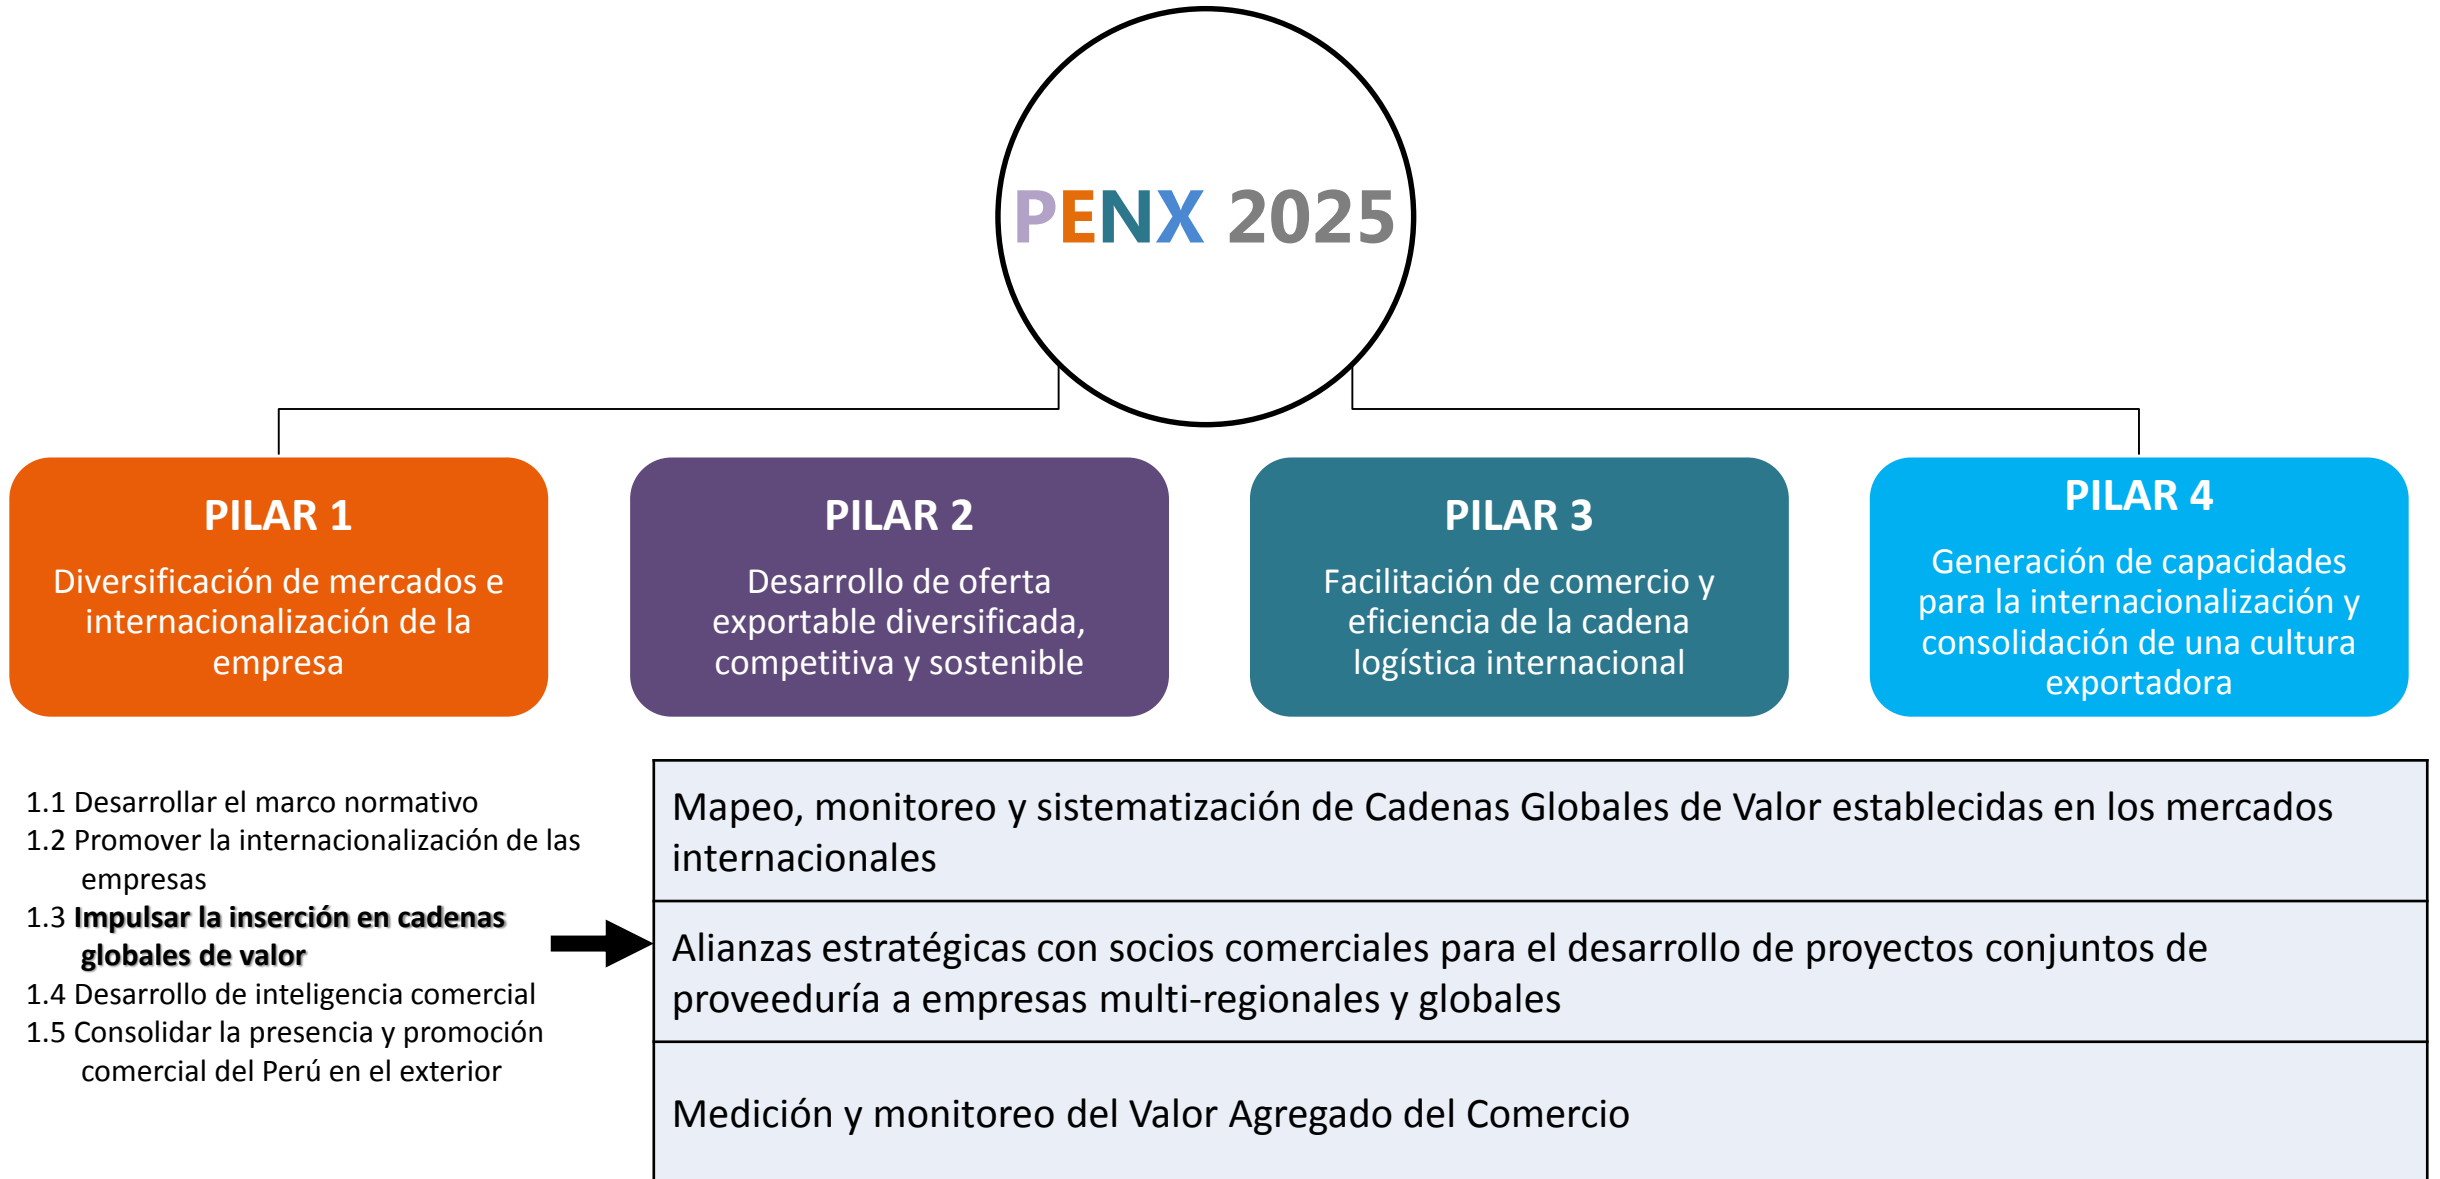 PENX 2025
PILAR 1
Diversificación de mercados e
internacionalización de la
empresa
PILAR 2
Desarrollo de oferta
exportable diversificada,
competitiva y sostenible
PILAR 3
Facilitación de comercio y
eficiencia de la cadena
logística internacional
PILAR 4
Generación de capacidades
para la internacionalización y
consolidación de una cultura
exportadora
1.1 Desarrollar el marco normativo
1.2 Promover la internacionalización de las
empresas
1.3 Impulsar la inserción en cadenas
globales de valor
1.4 Desarrollo de inteligencia comercial
1.5 Consolidar la presencia y promoción
comercial del Perú en el exterior
Mapeo, monitoreo y sistematización de Cadenas Globales de Valor establecidas en los mercados
internacionales
Alianzas estratégicas con socios comerciales para el desarrollo de proyectos conjuntos de
proveeduría a empresas multi-regionales y globales
Medición y monitoreo del Valor Agregado del Comercio